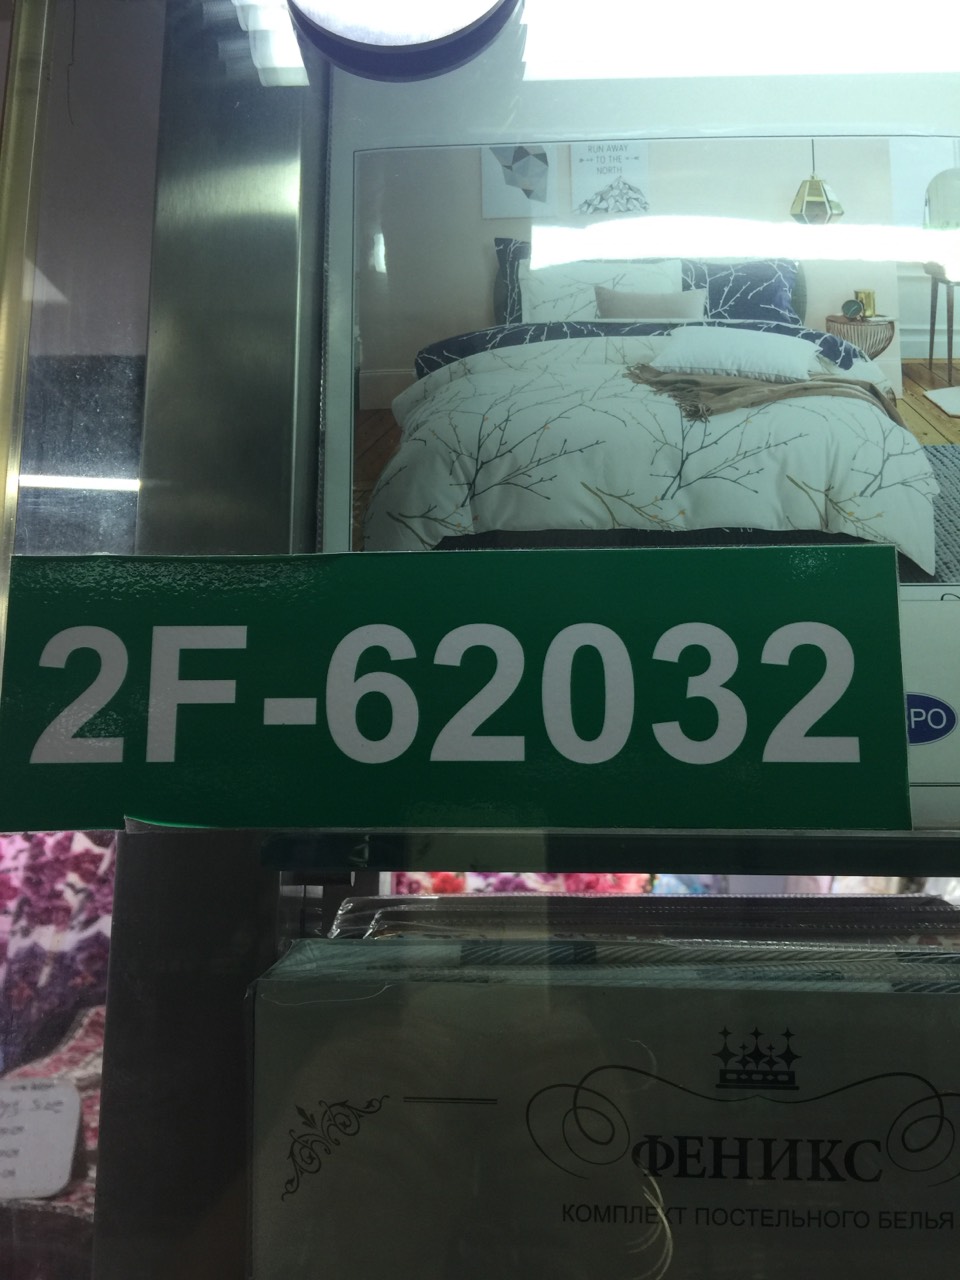 RUN AWAY
TO THE
NORTH
2F-62032
ФЕНИКС
КОМПЛЕКТ ПОСТЕЛЬНОГО БЕЛЬЯ